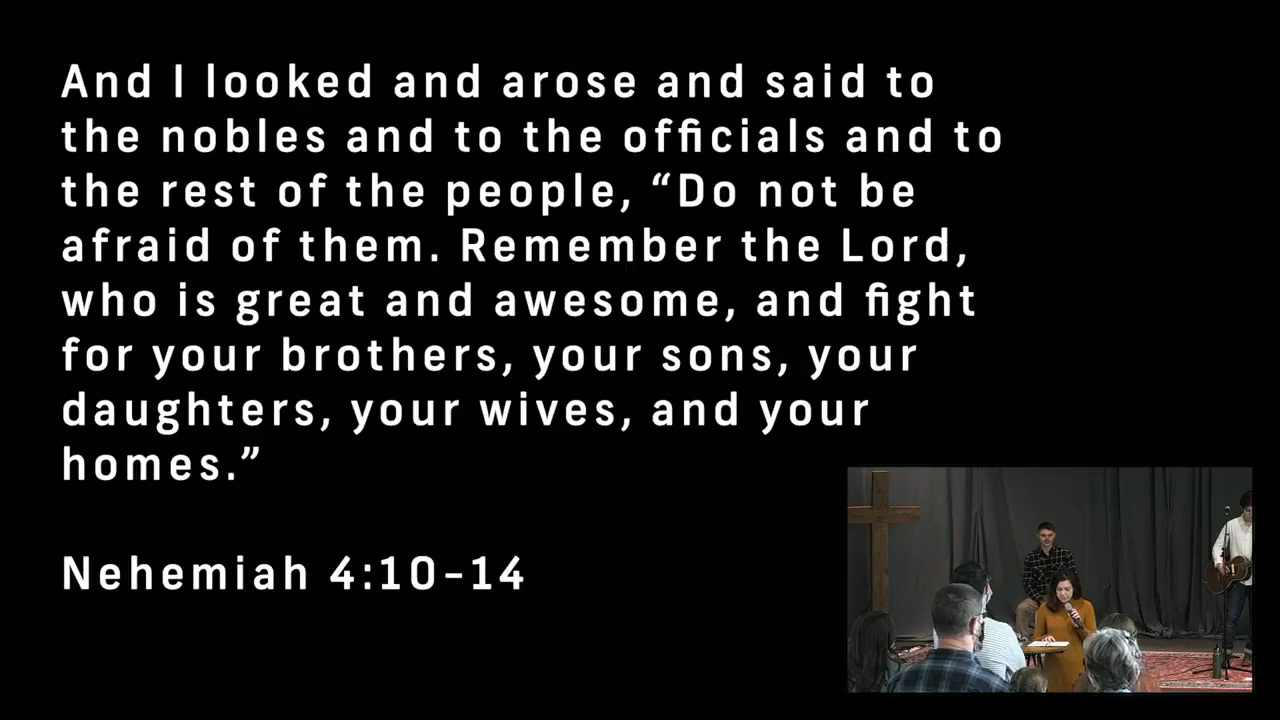 And I looked and arose and said to
the nobles and to the officials and to
the rest of the people, “Do not be
afraid of them. Remember the Lord,
who is great and awesome, and fight
for your brothers, your sons, your
daughters, your wives, and your
homes.”
Nehemiah 4:10-14